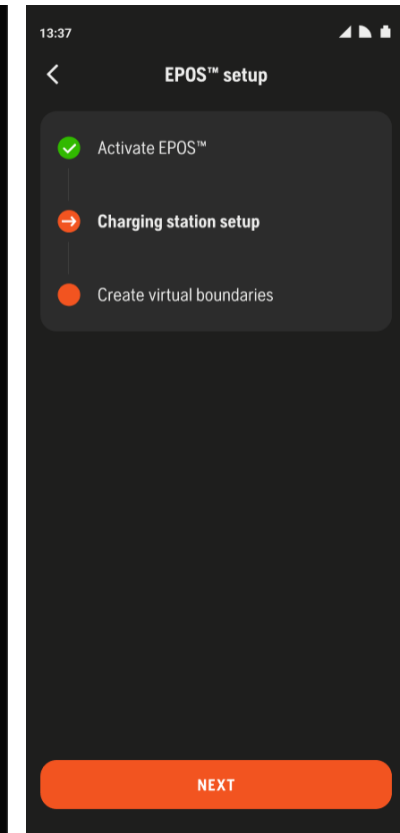 13:37
EPOS™ setup
Activate EPOS™
Charging station setup
Create virtual boundaries
NEXT